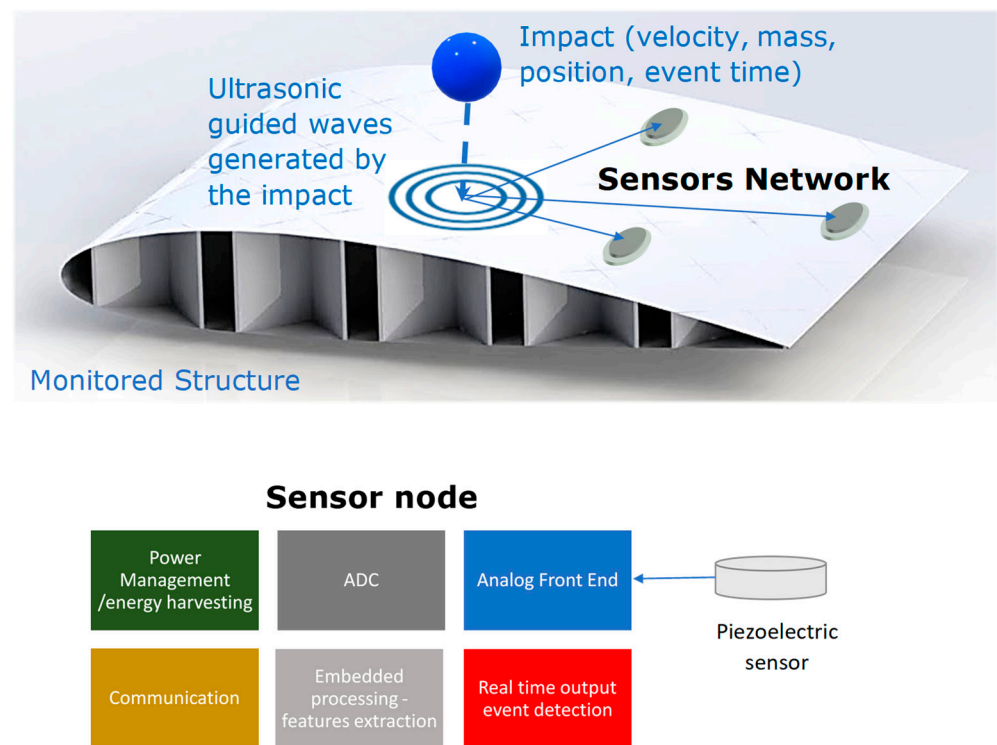 Impact (velocity, mass,
position, event time)
Ultrasonic
guided waves
generated by
the impact
Sensors Network
Monitored Structure
Sensor node
Power
Management
/energy harvesting
ADC
Analog Front End
Piezoelectric
sensor
Communication
Embedded
processing -
features extraction
Real time output
event detection